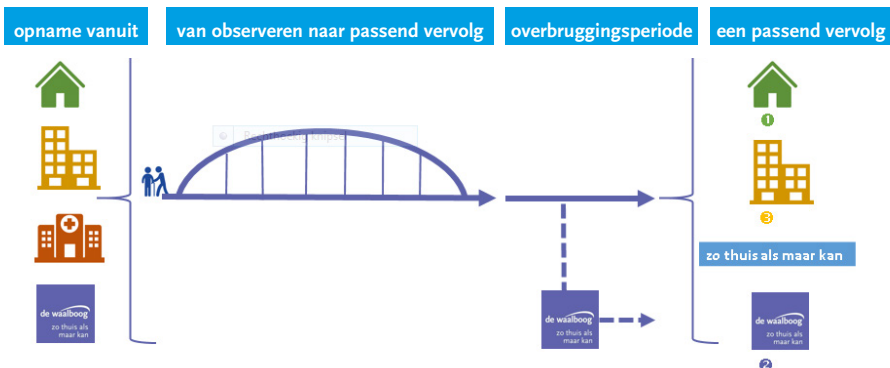 opname vanuit
van observeren naar passend vervolg
overbruggingsperiode
een passend vervolg
Rechthoekig knipsel
1
3
zo thuis als maar kan
de waalboog
zo thuis als
maar kan
de waalboog
zo thuis als
maar kan
de waalboog
zo thuis als
maar kan
2